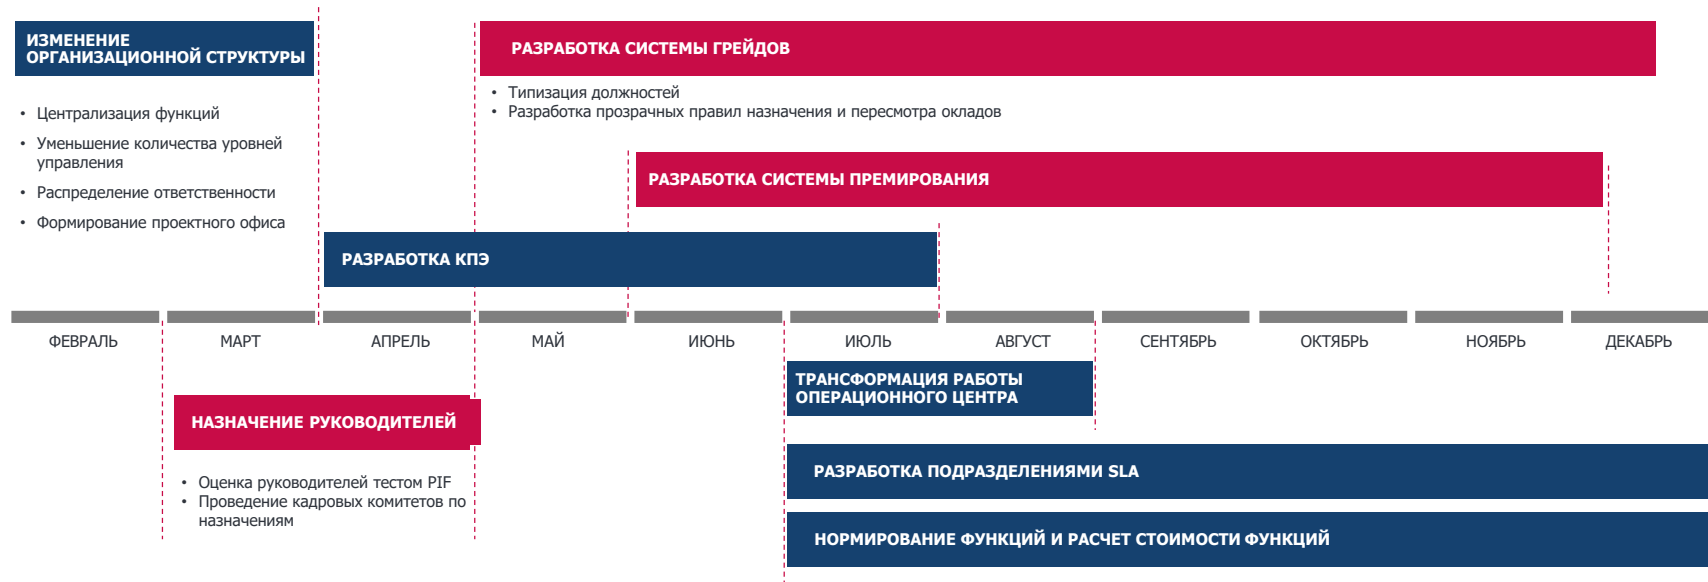 ИЗМЕНЕНИЕ
ОРГАНИЗАЦИОННОЙ СТРУКТУРЫ
• Централизация функций
• Уменьшение количества уровней
управления
• Распределение ответственности
• Формирование проектного офиса
РАЗРАБОТКА СИСТЕМЫ ГРЕЙДОВ
• Типизация должностей
• Разработка прозрачных правил назначения и пересмотра окладов
РАЗРАБОТКА СИСТЕМЫ ПРЕМИРОВАНИЯ
РАЗРАБОТКА КПЭ
ФЕВРАЛЬ
МАРТ
АПРЕЛЬ
МАЙ
ИЮНЬ
ИЮЛЬ
АВГУСТ
СЕНТЯБРЬ
ОКТЯБРЬ
НОЯБРЬ
ДЕКАБРЬ
НАЗНАЧЕНИЕ РУКОВОДИТЕЛЕЙ
• Оценка руководителей тестом PIF
• Проведение кадровых комитетов по
назначениям
ТРАНСФОРМАЦИЯ РАБОТЫ
ОПЕРАЦИОННОГО ЦЕНТРА
РАЗРАБОТКА ПОДРАЗДЕЛЕНИЯМИ SLA
НОРМИРОВАНИЕ ФУНКЦИЙ И РАСЧЕТ СТОИМОСТИ ФУНКЦИЙ